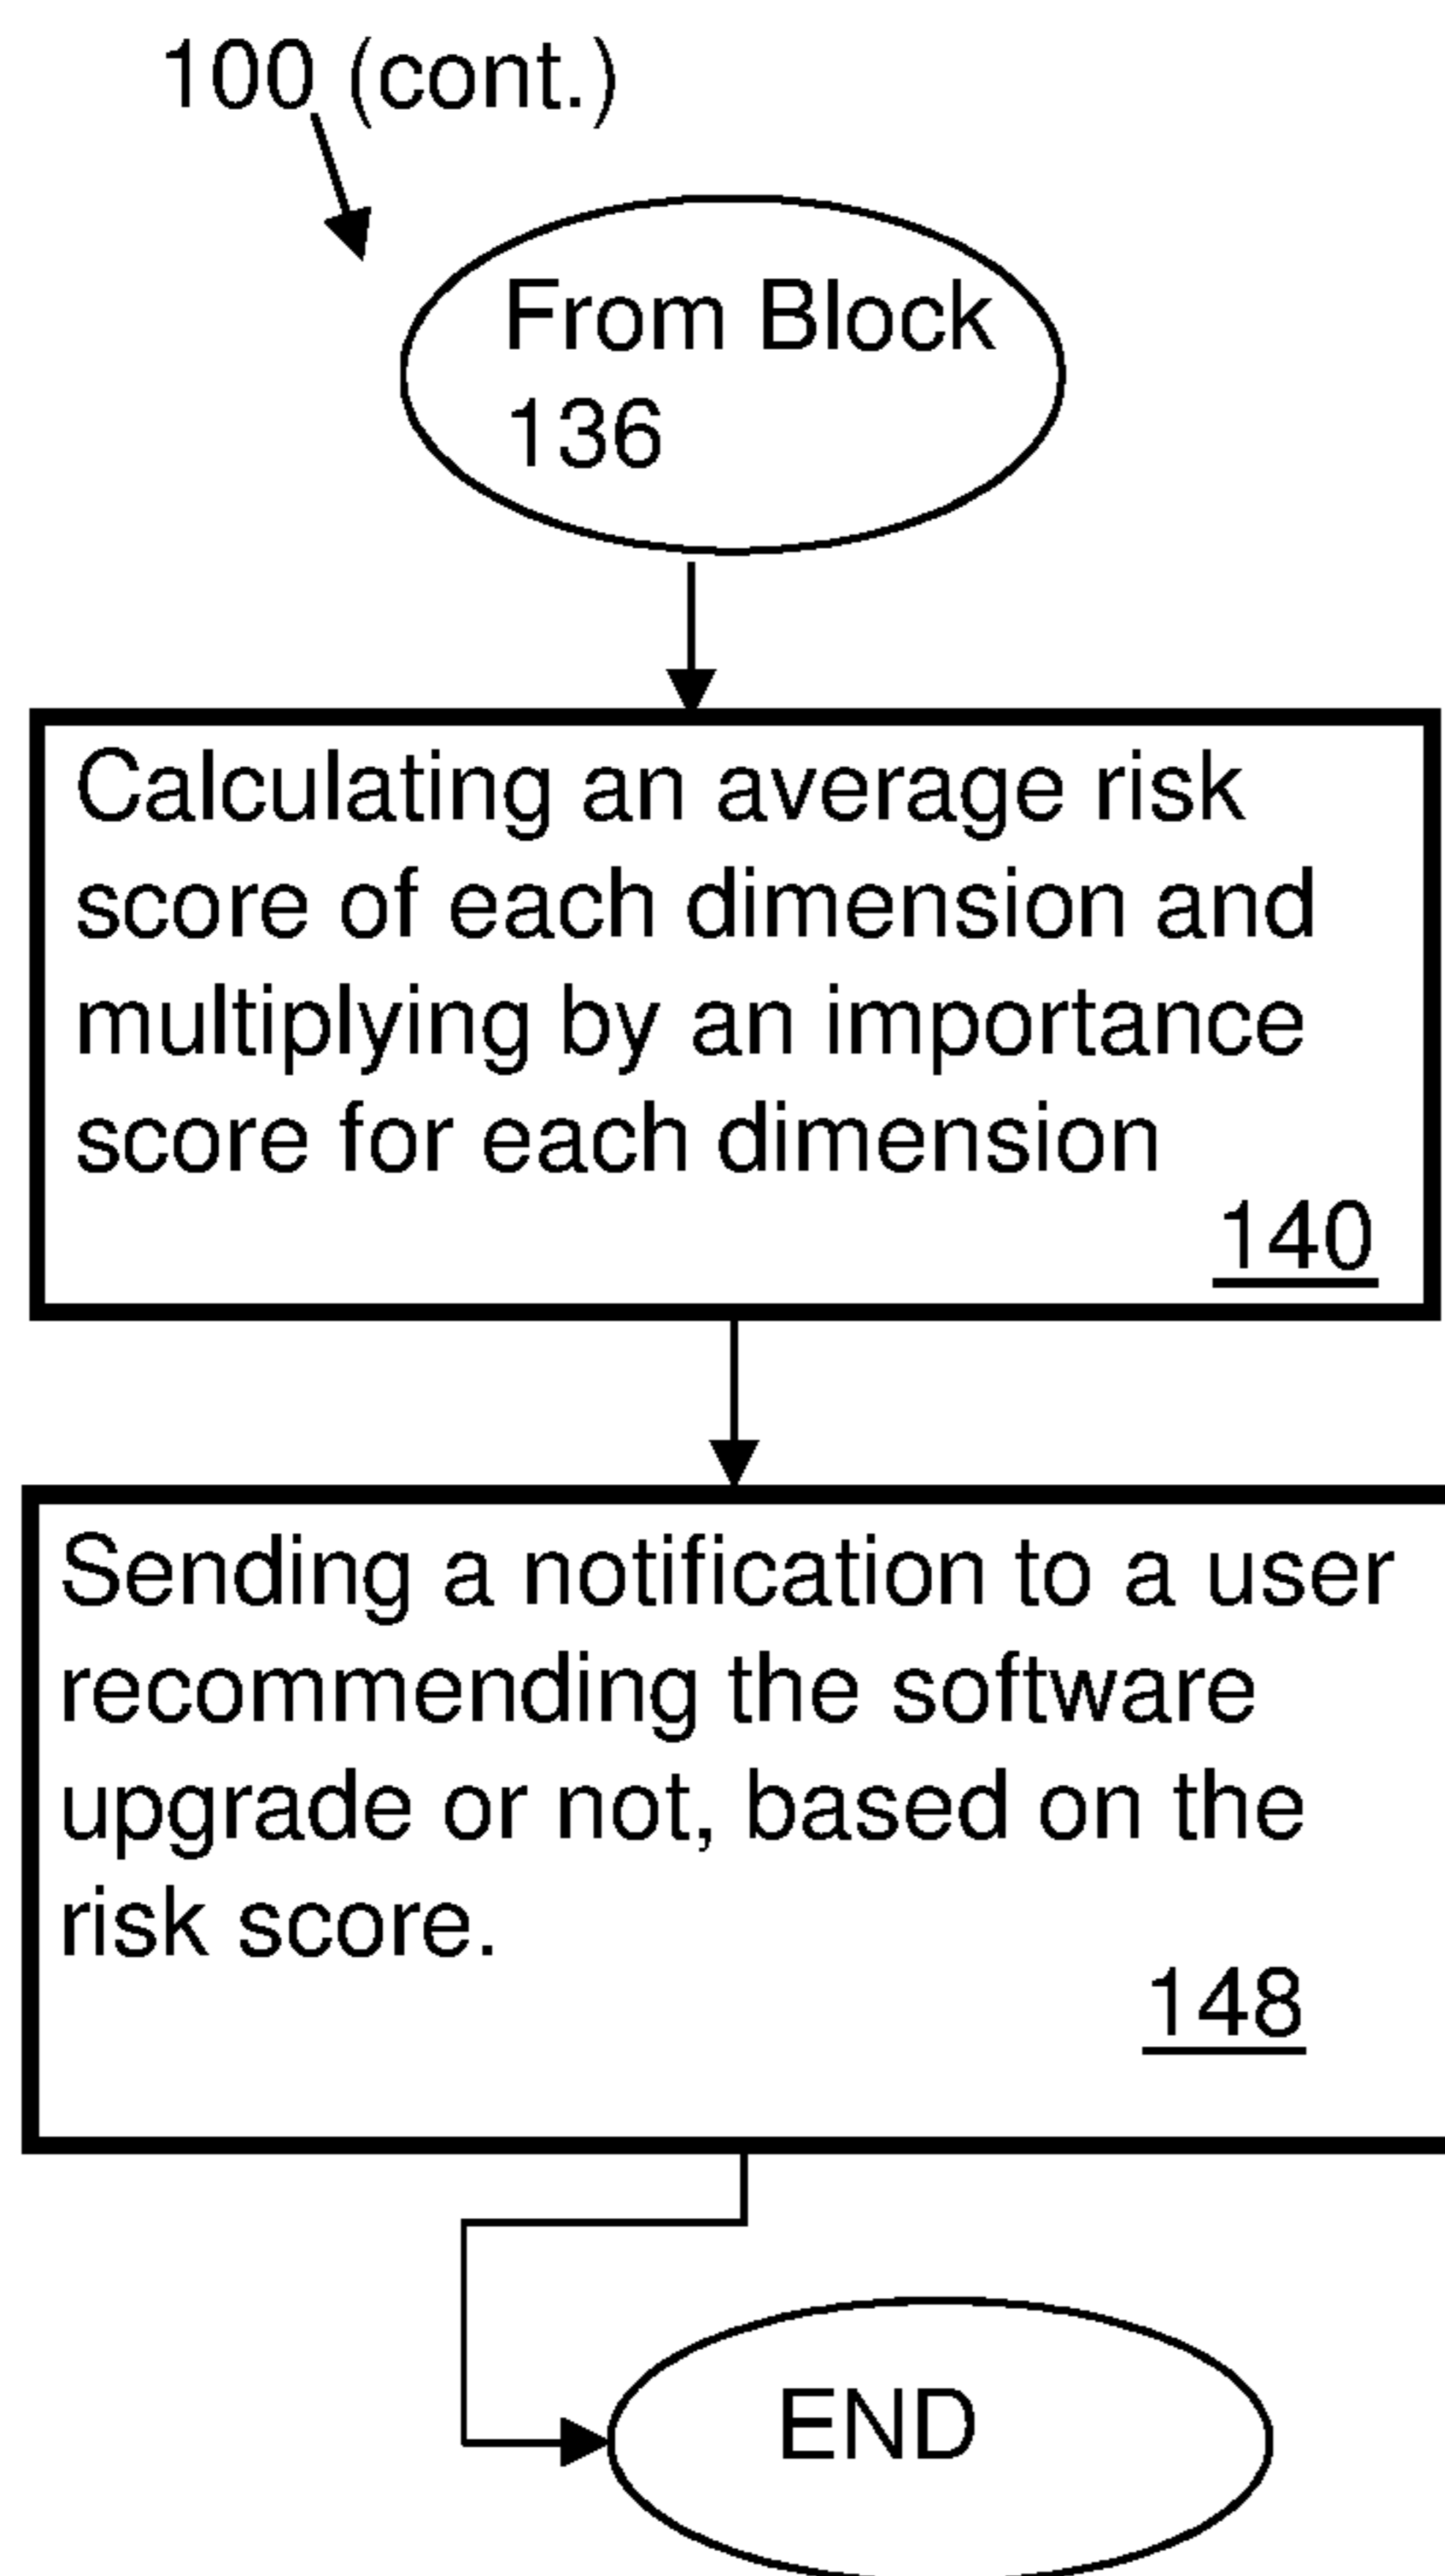 100 (cont.)
From Block
136
Calculating an average risk
score of each dimension and
multiplying by an importance
score for each dimension
140
Sending a notification to a user
recommending the software
upgrade or not, based on the
risk score.
148
END